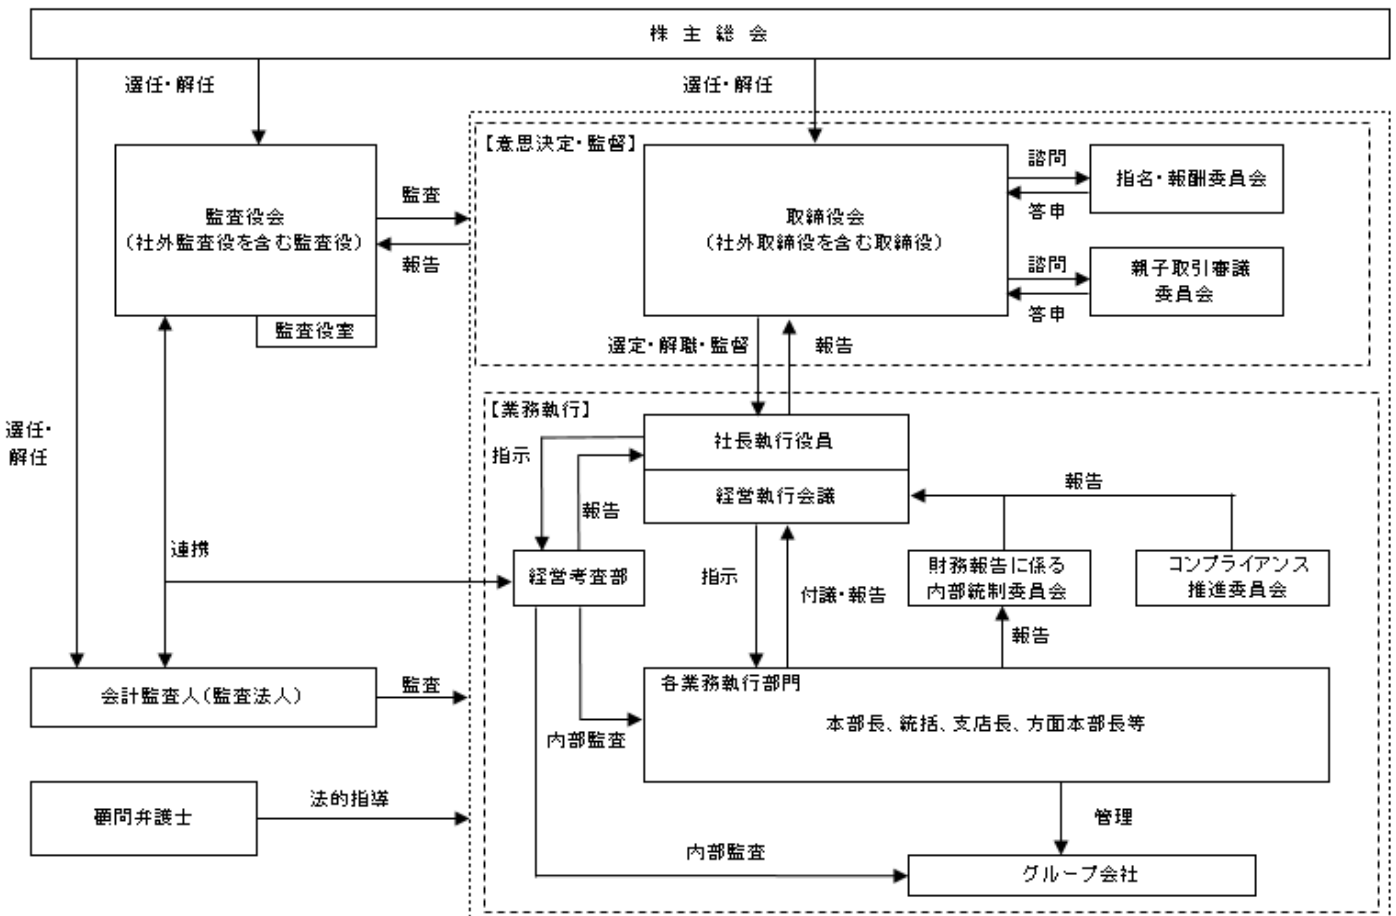 株主総会
選任・解任
選任・解任
【意思決定・監督】
監査役会
(社外監査役を含む監査役)
監査役室
監査
報告
取締役会
(社外取締役を含む取締役)
諮問
答申
指名・報酬委員会
諮問
答申
親子取引審議
委員会
選定・解職・監督
報告
【業務執行】
選任・
解任
社長執行役員
経営執行会議
指示
報告
報告
連携
経営考査部
指示
付議・報告
財務報告に係る
内部統制委員会
コンプライアンス
推進委員会
報告
会計監査人(監査法人)
監査
各業務執行部門
本部長、統括、支店長、方面本部長等
内部監査
顧問弁護士
法的指導
管理
内部監査
グループ会社